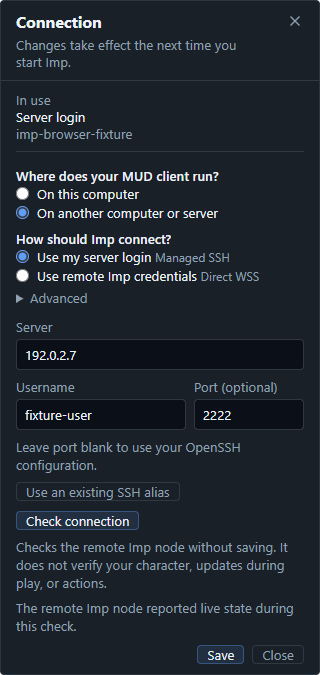 Connection
Changes take effect the next time you
start Imp.
In use
Server login
imp-browser-fixture
Where does your MUD client run?
On this computer
On another computer or server
How should Imp connect?
Use my server login Managed SSH
Use remote Imp credentials Direct WSS
Advanced
Server
192.0.2.7
Username Port (optional)
fixture-user 2222
Leave port blank to use your OpenSSH
configuration.
Use an existing SSH alias
Check connection
Checks the remote Imp node without saving. It
does not verify your character, updates during
play, or actions.
The remote Imp node reported live state during
this check.
Save Close